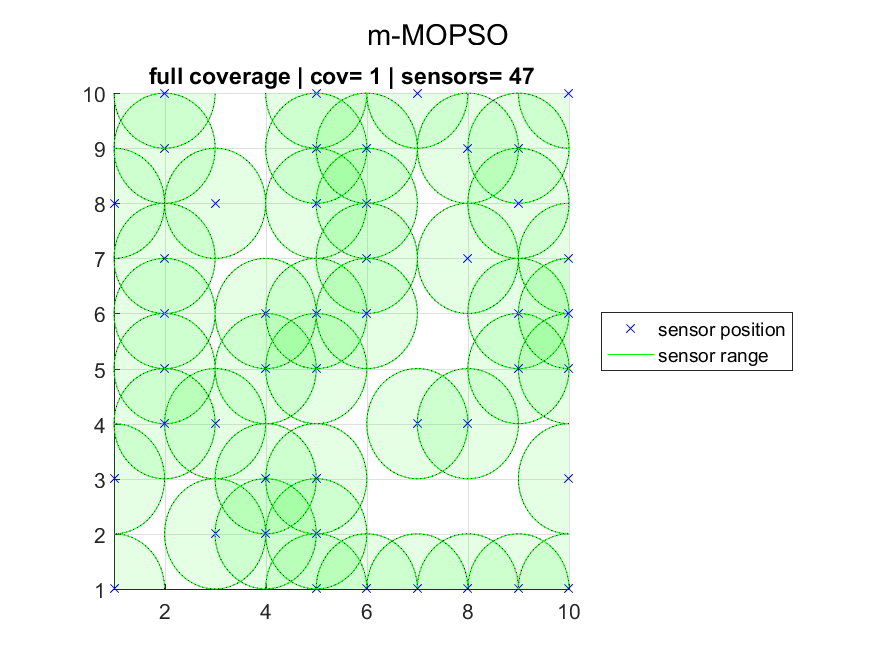 m-MOPSO
full coverage | cov= 1 | sensors= 47
10
9
8
7
6
5
4
3
2
1
2 4 6 8 10
sensor position
sensor range